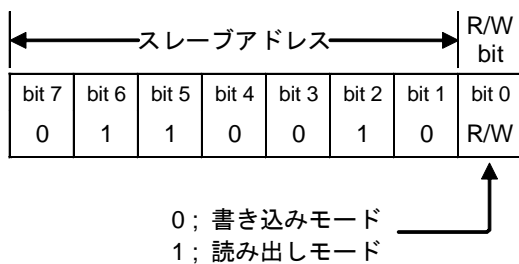 スレーブアドレス R/W bit
bit 7 bit 6 bit 5 bit 4 bit 3 bit 2 bit 1 bit 0
0 1 1 0 0 1 0 R/W
0 ; 書き込みモード
1 ; 読み出しモード